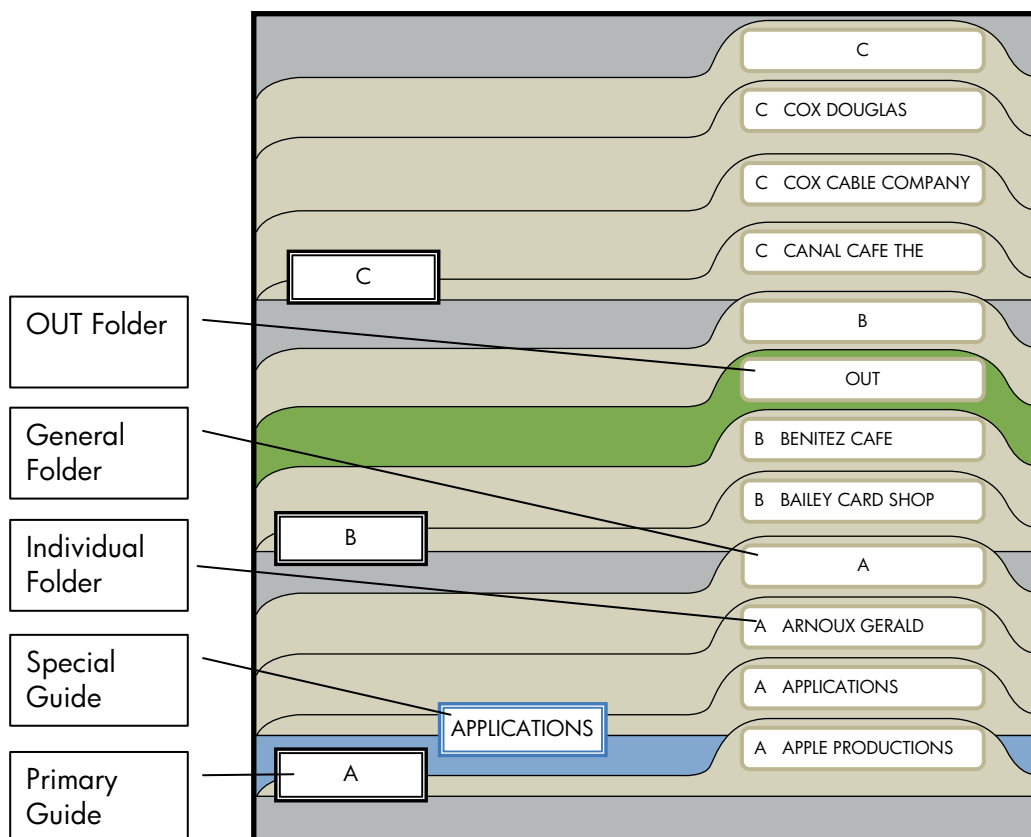 C
C COX DOUGLAS
C COX CABLE COMPANY
C CANAL CAFE THE
C
OUT Folder
B
OUT
General
Folder
B BENITEZ CAFE
B BAILEY CARD SHOP
B
Individual
Folder
A
A ARNOUX GERALD
Special
Guide
A APPLICATIONS
APPLICATIONS
A APPLE PRODUCTIONS
A
Primary
Guide